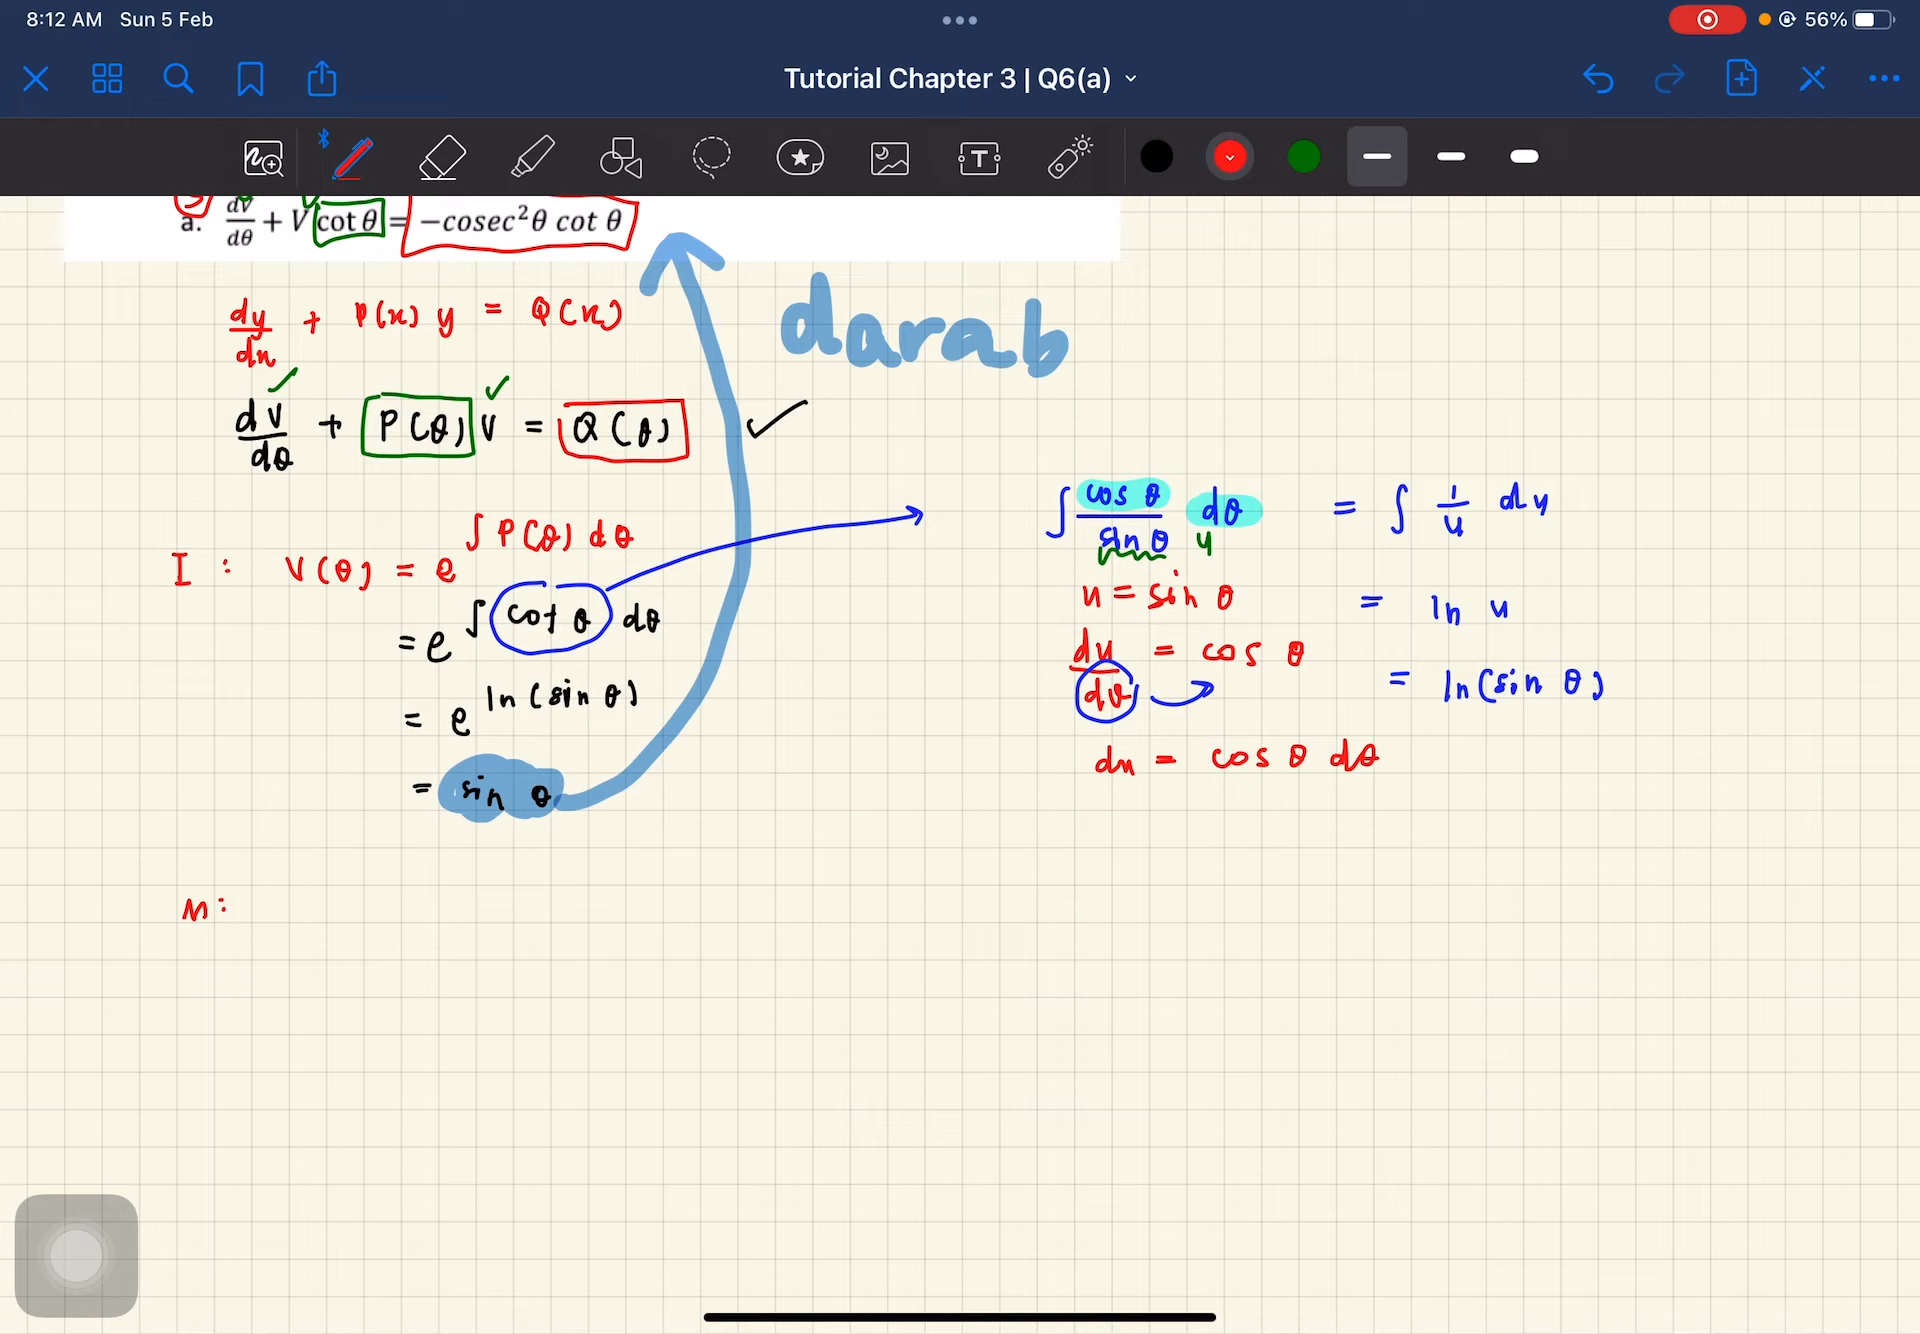 8:12 AM Sun 5 Feb 56%
Tutorial Chapter 3 | Q6(a)
a. dV/dθ + V cot θ = −cosec²θ cot θ
darab
dy/dx + P(x) y = Q(x)
dV/dθ + P(θ) V = Q(θ)
I : V(θ) = e^∫ P(θ) dθ
= e^∫ cot θ dθ
= e^ln (sin θ)
= sin θ
∫ cos θ/sin θ dθ = ∫ 1/u du
u
u = sin θ = ln u
du/dθ = cos θ = ln (sin θ)
du = cos θ dθ
M: